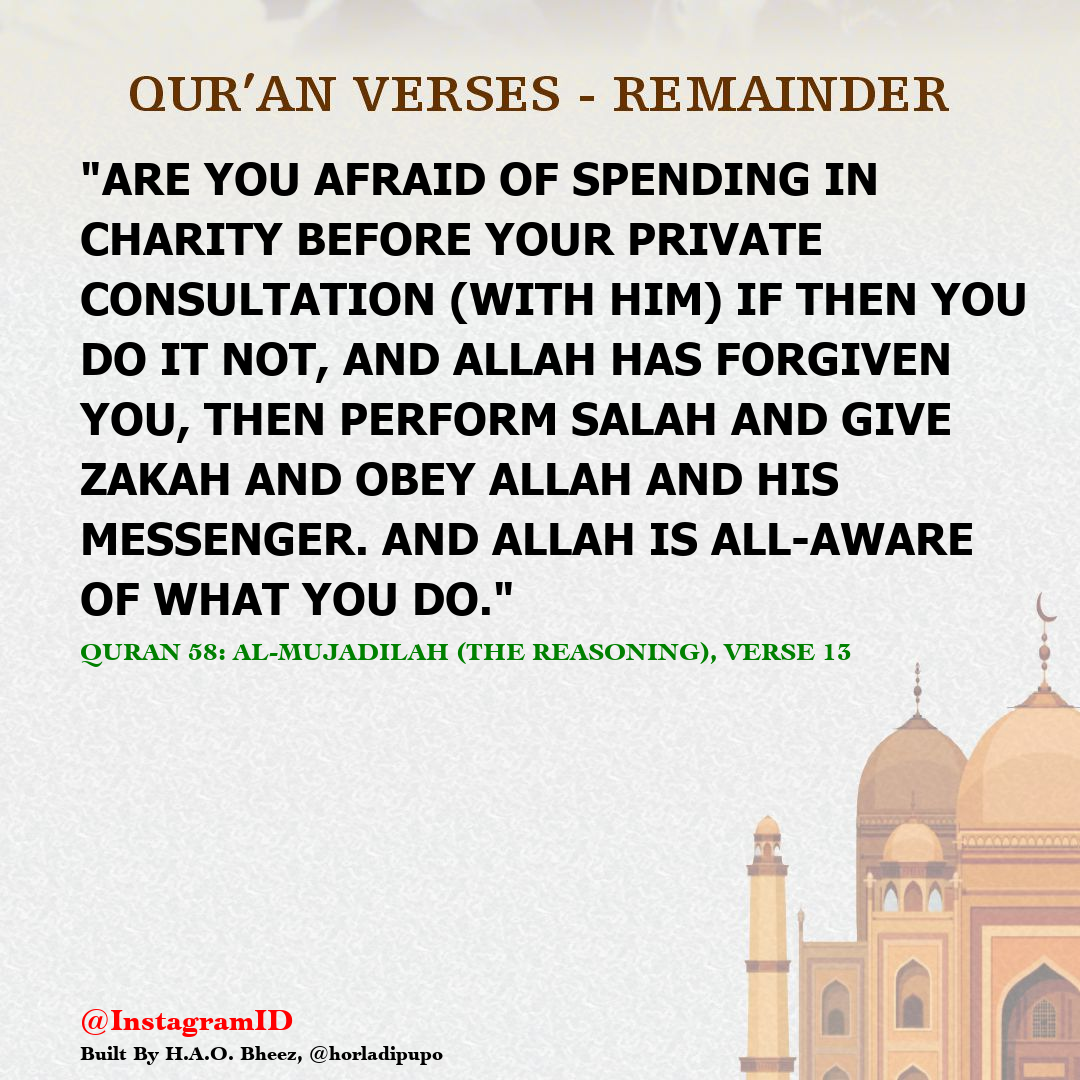 QUR'AN VERSES - REMAINDER
"ARE YOU AFRAID OF SPENDING IN
CHARITY BEFORE YOUR PRIVATE
CONSULTATION (WITH HIM) IF THEN YOU
DO IT NOT, AND ALLAH HAS FORGIVEN
YOU, THEN PERFORM SALAH AND GIVE
ZAKAH AND OBEY ALLAH AND HIS
MESSENGER. AND ALLAH IS ALL-AWARE
OF WHAT YOU DO."
QURAN 58: AL-MUJADILAH (THE REASONING), VERSE 13
@InstagramID
Built By H.A.O. Bheez, @horladipupo